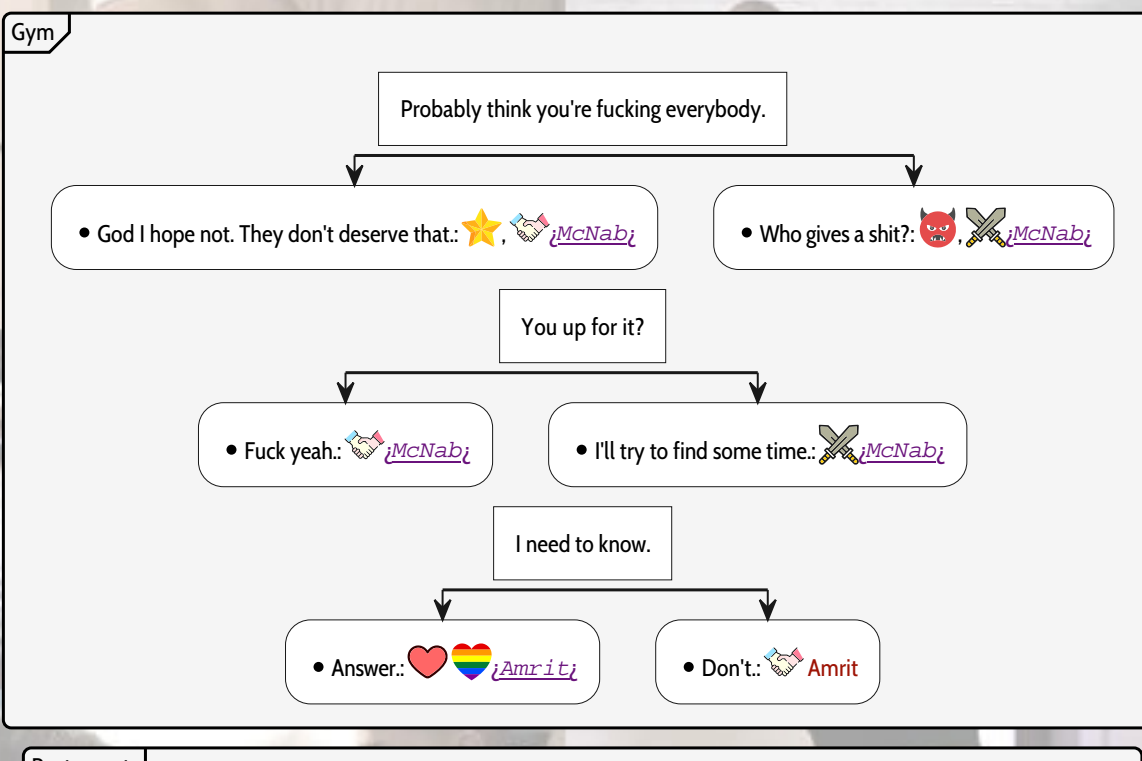 Gym
Probably think you're fucking everybody.
• God I hope not. They don't deserve that.: , ¿McNab¿
• Who gives a shit?: , ¿McNab¿
You up for it?
• Fuck yeah.: ¿McNab¿
• I'll try to find some time.: ¿McNab¿
I need to know.
• Answer.: ¿Amrit¿
• Don't.: Amrit